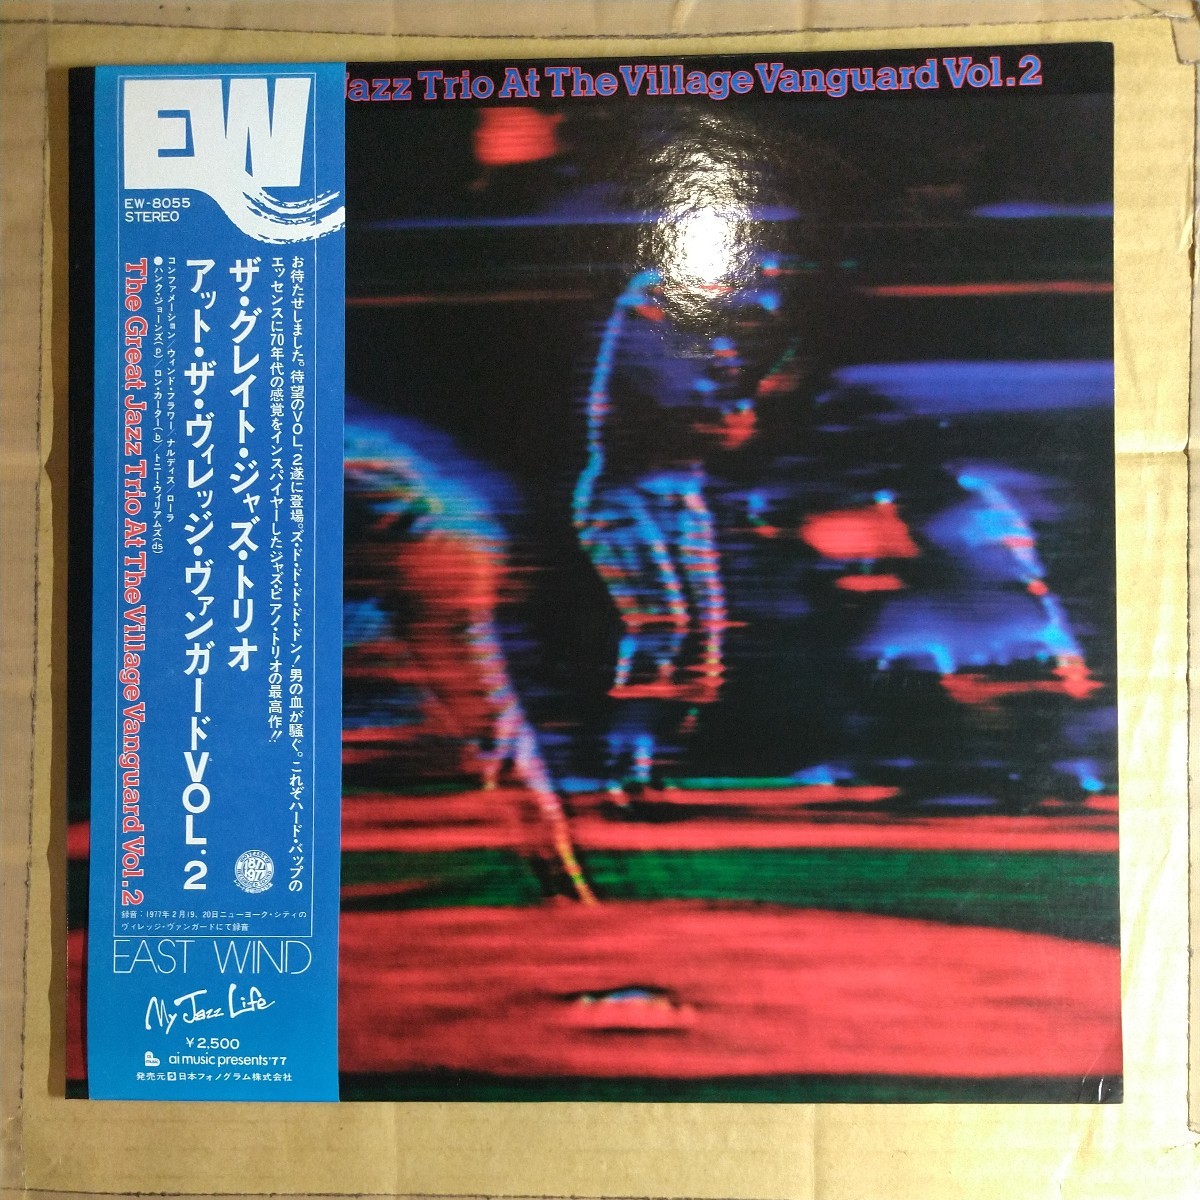 Jazz Trio At The Village Vanguard Vol.2
EW
EW-8055
STEREO
お待たせしました。待望のVOL.2遂に登場。ズ・ド・ド・ド・ド・ドン!男の血が騒ぐ。これぞハード・バップの
エッセンスに70年代の感覚をインスパイヤーしたジャズ・ピアノ・トリオの最高作!!
ザ・グレイト・ジャズ・トリオ
アット・ザ・ヴィレッジ・ヴァンガードVOL.2
コンファメーション/ウィンド・フラワー/ナルディス/ローラ
●ハンク・ジョーンズ(p)/ロン・カーター(b)/トニー・ウィリアムズ(ds)
The Great Jazz Trio At The Village Vanguard Vol.2
1877
1977
録音:1977年2月19、20日ニューヨーク・シティの
ヴィレッジ・ヴァンガードにて録音
EAST WIND
My Jazz Life
¥2,500
ai music presents'77
発売元 日本フォノグラム株式会社